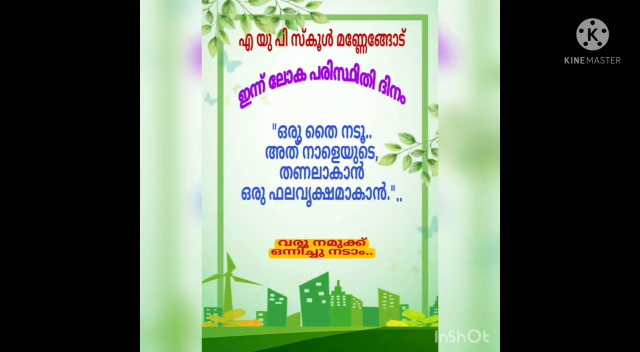 എ യു പി സ്കൂൾ മണ്ണേങ്ങോട്
ഇന്ന് ലോക പരിസ്ഥിതി ദിനം
"ഒരു തൈ നടൂ..
അത് നാളെയുടെ,
തണലാകാൻ
ഒരു ഫലവൃക്ഷമാകാൻ."..
വരൂ നമുക്ക്
ഒന്നിച്ചു നടാം..
KINEMASTER
InShOt